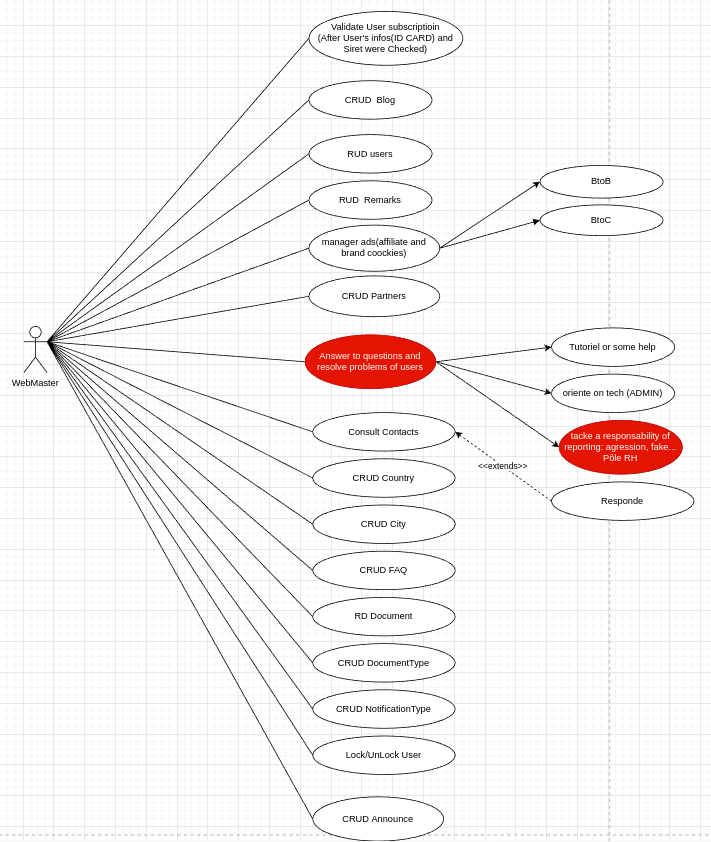 Validate User subscriptioin
(After User's infos(ID CARD) and
Siret were Checked)
CRUD Blog
RUD users
RUD Remarks
manager ads(affiliate and
brand coockies)
BtoB
BtoC
CRUD Partners
WebMaster
Answer to questions and
resolve problems of users
Tutoriel or some help
oriente on tech (ADMIN)
tacke a responsability of
reporting: agression, fake...
Pôle RH
Consult Contacts
<<extends>>
Responde
CRUD Country
CRUD City
CRUD FAQ
RD Document
CRUD DocumentType
CRUD NotificationType
Lock/UnLock User
CRUD Announce